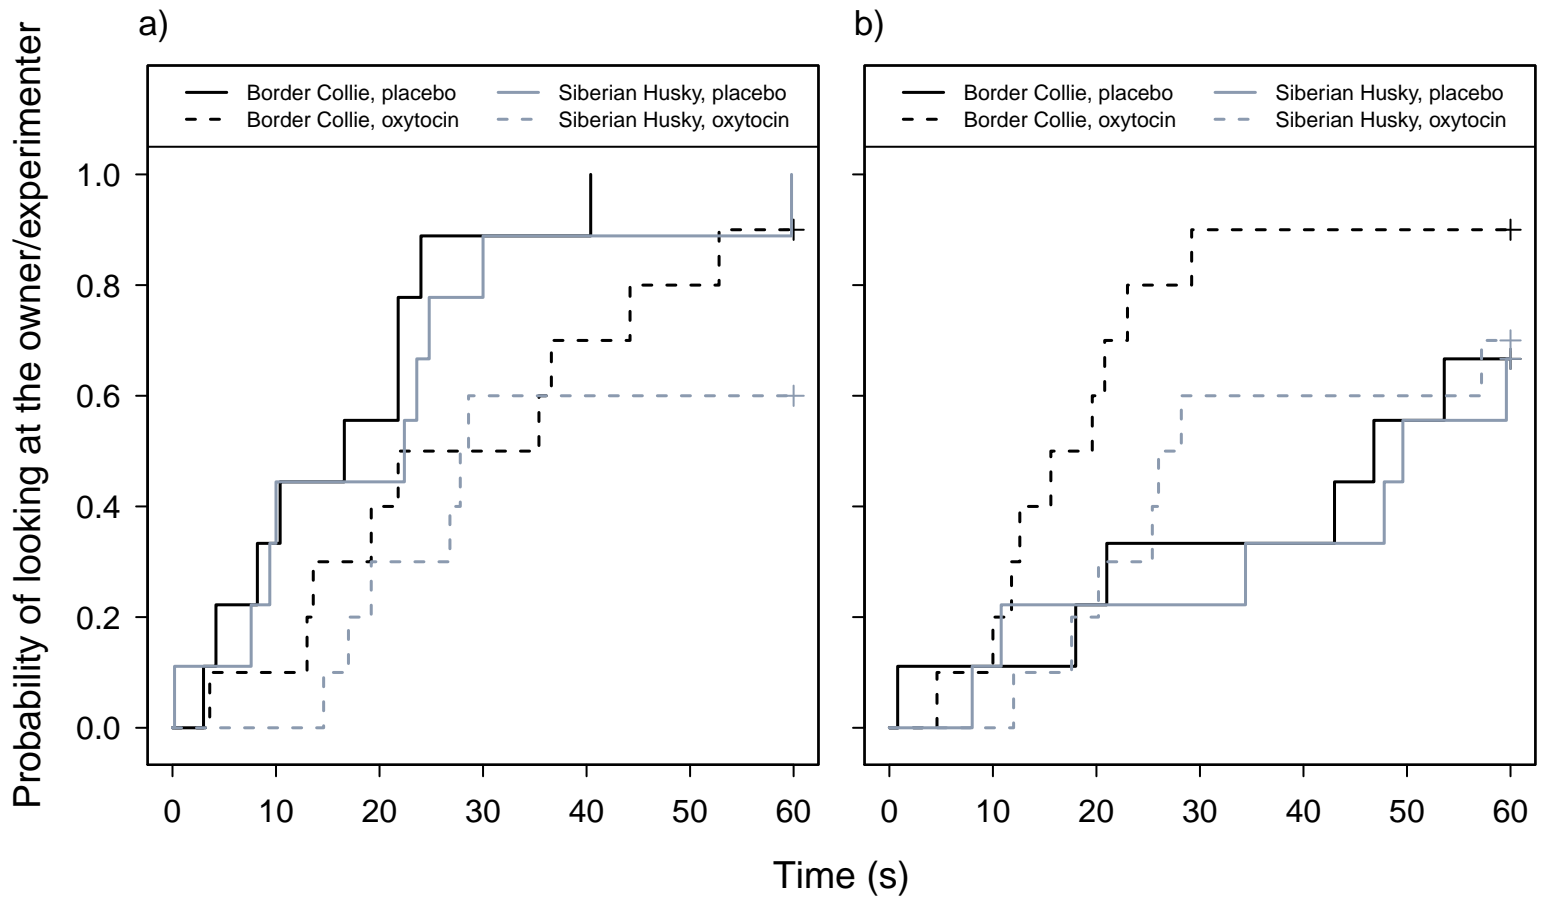 a)
Border Collie, placebo
Border Collie, oxytocin
Siberian Husky, placebo
Siberian Husky, oxytocin
Probability of looking at the owner/experimenter
1.0
0.8
0.6
0.4
0.2
0.0
0 10 20 30 40 50 60
b)
Border Collie, placebo
Border Collie, oxytocin
Siberian Husky, placebo
Siberian Husky, oxytocin
0 10 20 30 40 50 60
Time (s)